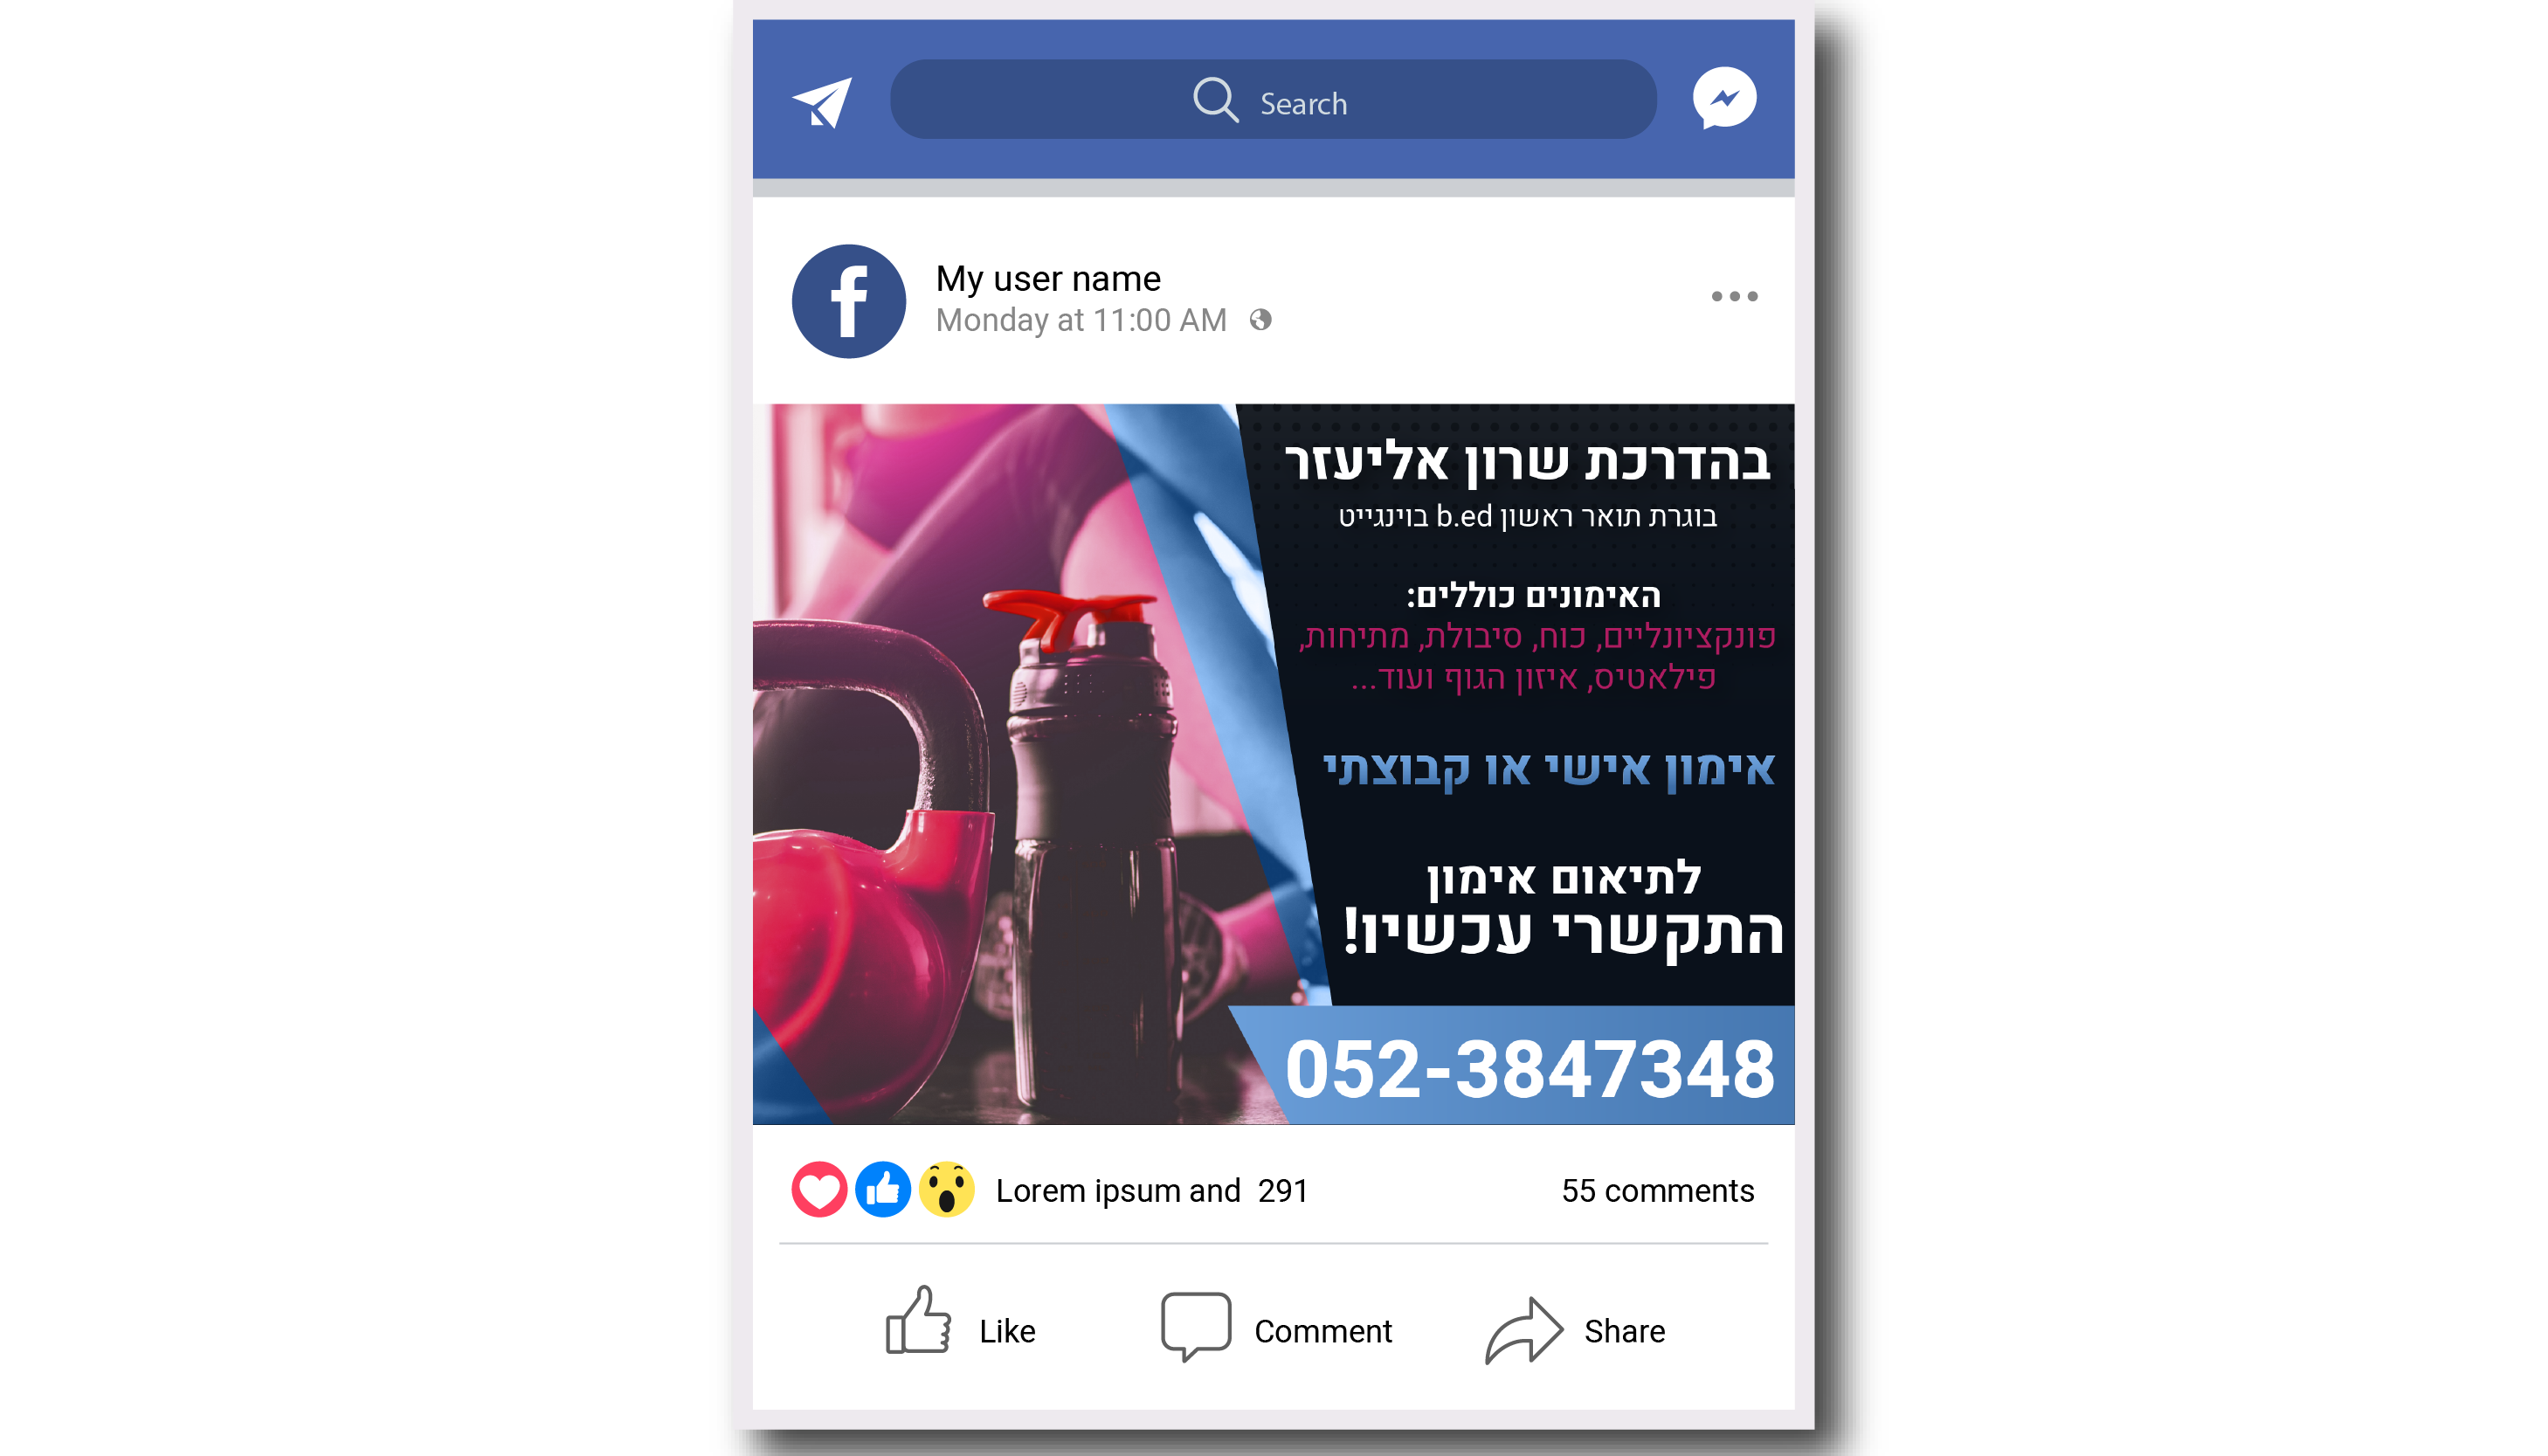 Search
My user name
Monday at 11:00 AM
בהדרכת שרון אליעזר
בוגרת תואר ראשון b.ed בוינגייט
האימונים כוללים:
פונקציונליים, כוח, סיבולת, מתיחות,
פילאטיס, איזון הגוף ועוד...
אימון אישי או קבוצתי
לתיאום אימון
התקשרי עכשיו!
052-3847348
Lorem ipsum and 291
55 comments
Like
Comment
Share